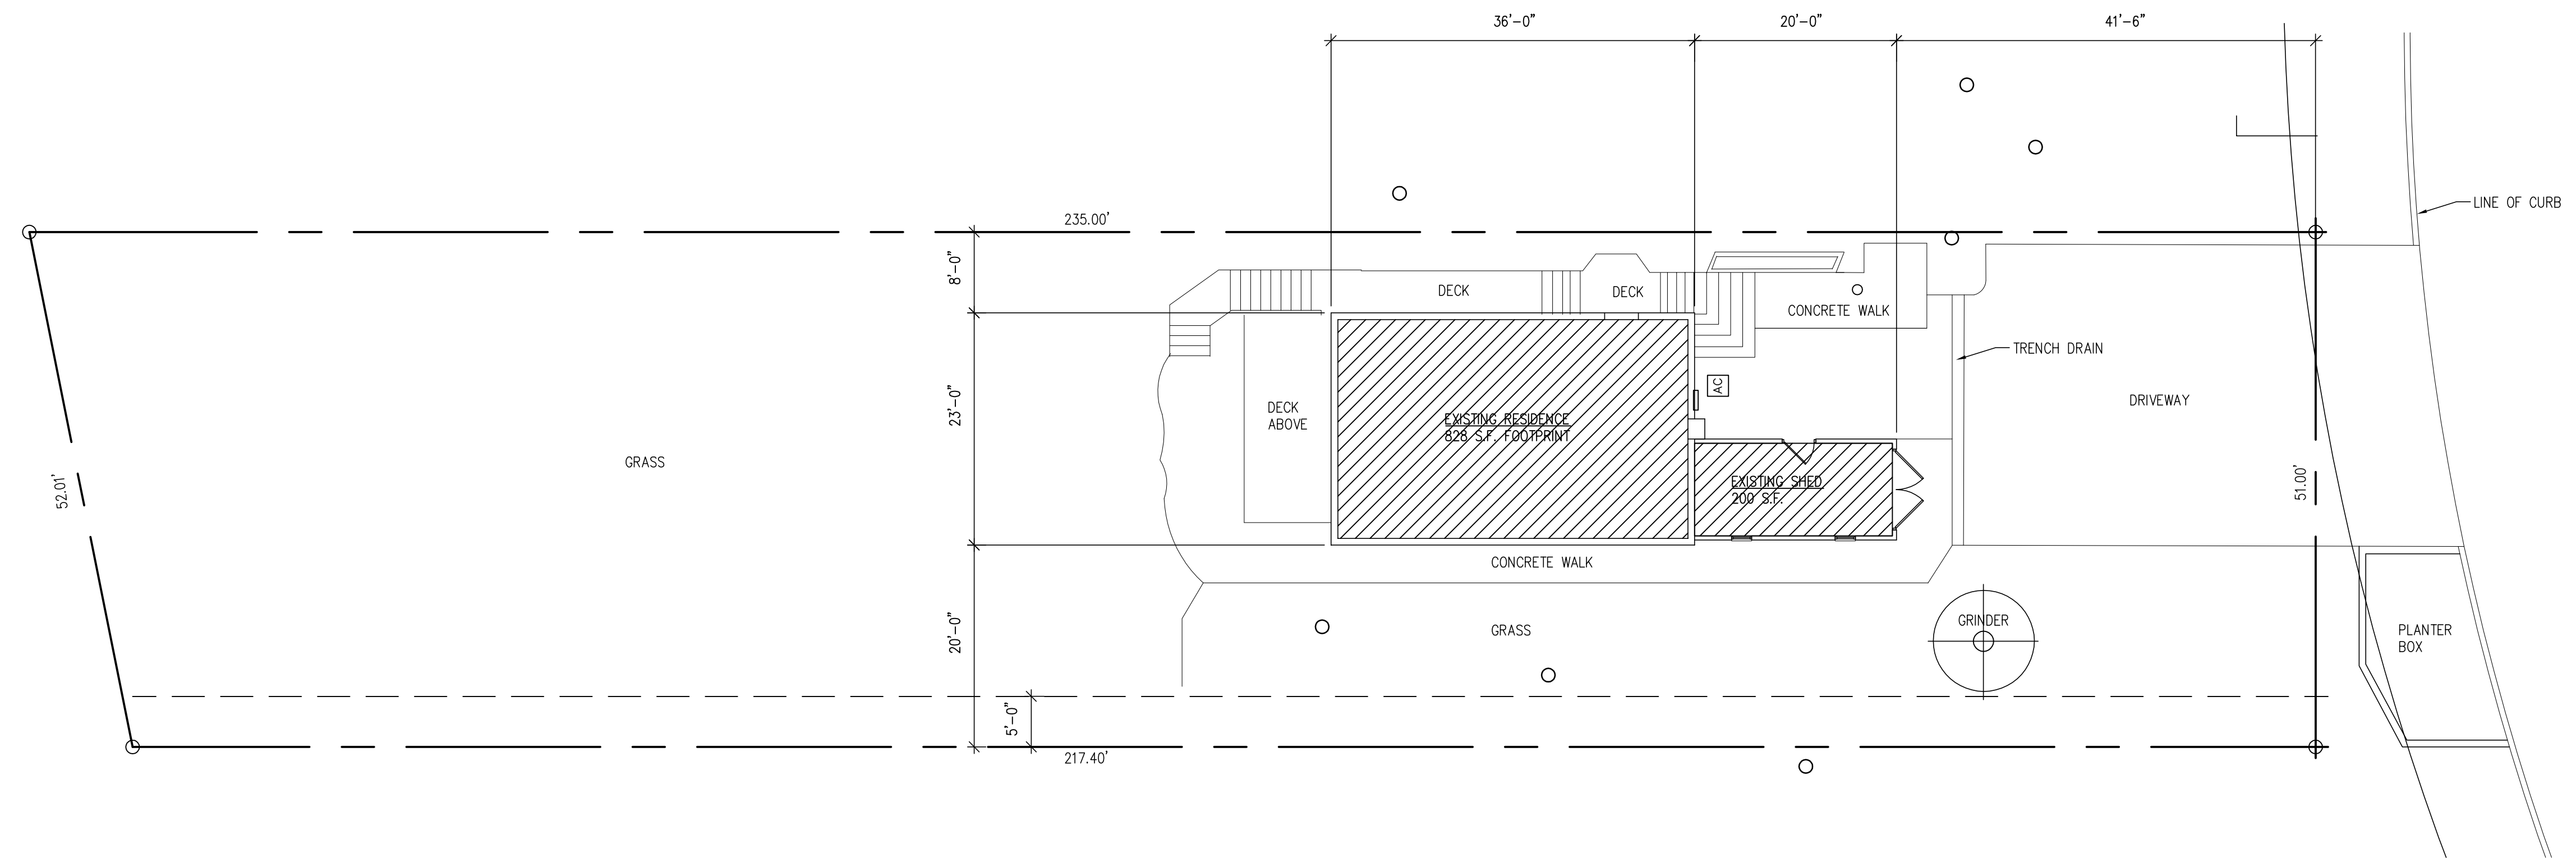 36'-0"
20'-0"
41'-6"
LINE OF CURB
235.00'
8'-0"
DECK
DECK
CONCRETE WALK
TRENCH DRAIN
AC
DRIVEWAY
23'-0"
DECK
ABOVE
EXISTING RESIDENCE
828 S.F. FOOTPRINT
GRASS
52.01'
EXISTING SHED
200 S.F.
51.00'
CONCRETE WALK
20'-0"
GRASS
GRINDER
PLANTER
BOX
5'-0"
217.40'